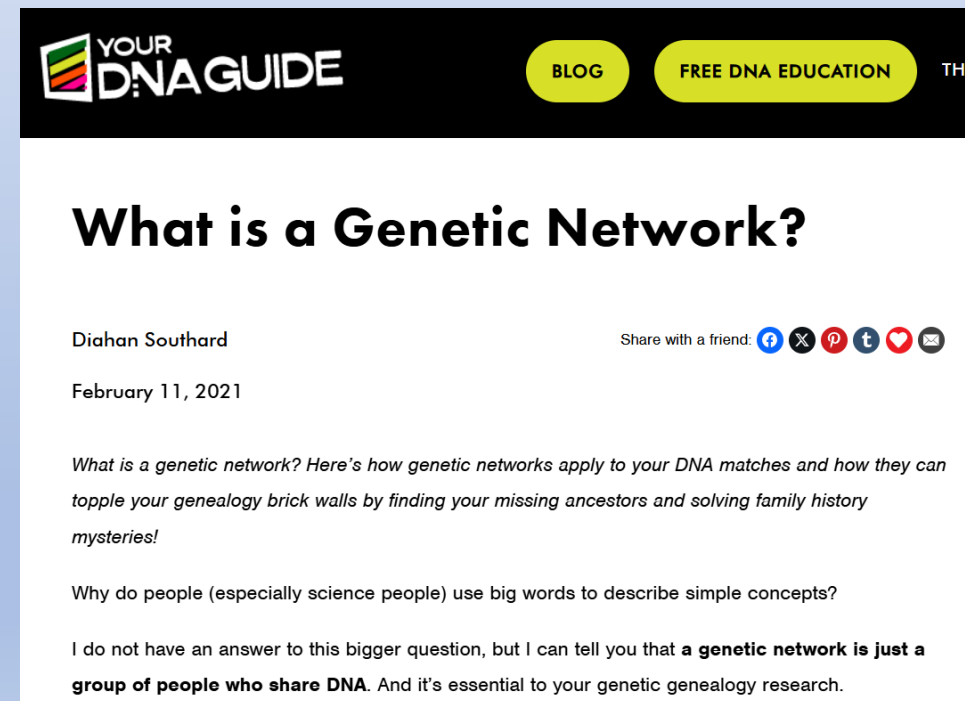 YOUR
DNA GUIDE
BLOG
FREE DNA EDUCATION
TH
What is a Genetic Network?
Diahan Southard
Share with a friend:
February 11, 2021
What is a genetic network? Here’s how genetic networks apply to your DNA matches and how they can
topple your genealogy brick walls by finding your missing ancestors and solving family history
mysteries!
Why do people (especially science people) use big words to describe simple concepts?
I do not have an answer to this bigger question, but I can tell you that a genetic network is just a
group of people who share DNA. And it’s essential to your genetic genealogy research.